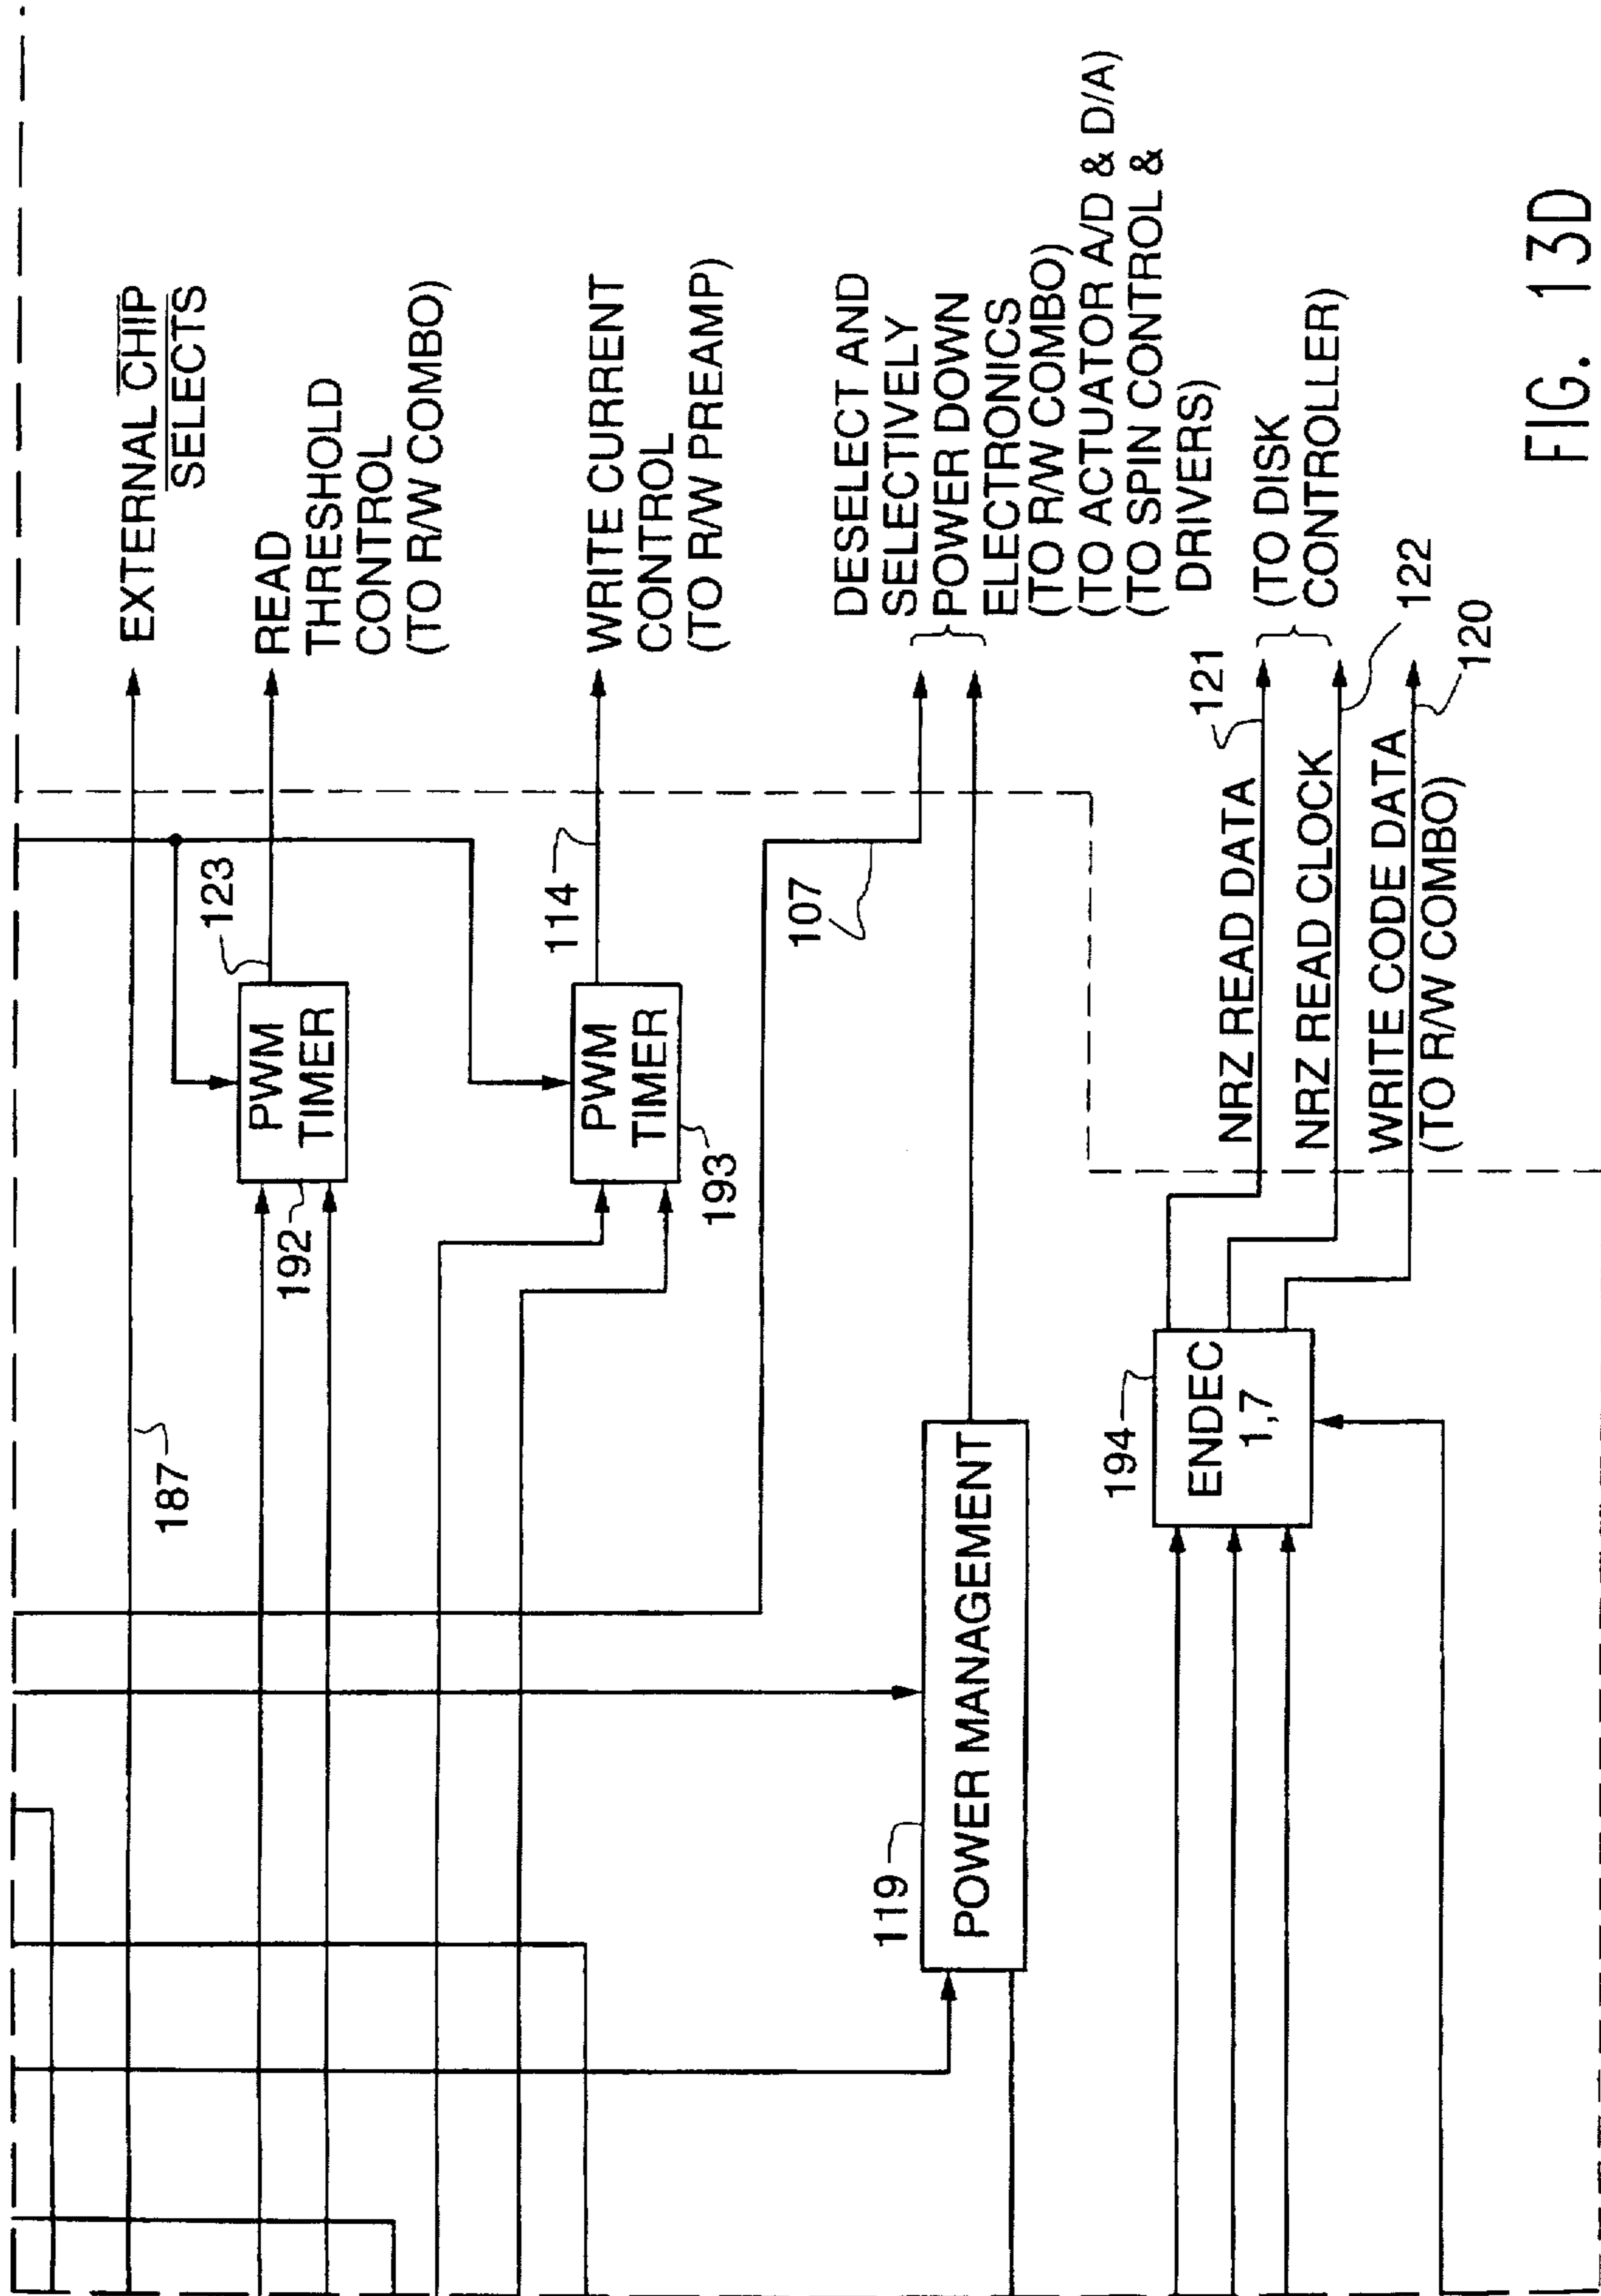 187
EXTERNAL CHIP
SELECTS
192
PWM
TIMER
123
READ
THRESHOLD
CONTROL
(TO R/W COMBO)
193
PWM
TIMER
114
WRITE CURRENT
CONTROL
(TO R/W PREAMP)
107
119
POWER MANAGEMENT
DESELECT AND
SELECTIVELY
POWER DOWN
ELECTRONICS
(TO R/W COMBO)
(TO ACTUATOR A/D & D/A)
(TO SPIN CONTROL &
DRIVERS)
194
ENDEC
1,7
NRZ READ DATA
121
NRZ READ CLOCK
122
(TO DISK
CONTROLLER)
WRITE CODE DATA
(TO R/W COMBO)
120
FIG. 13D